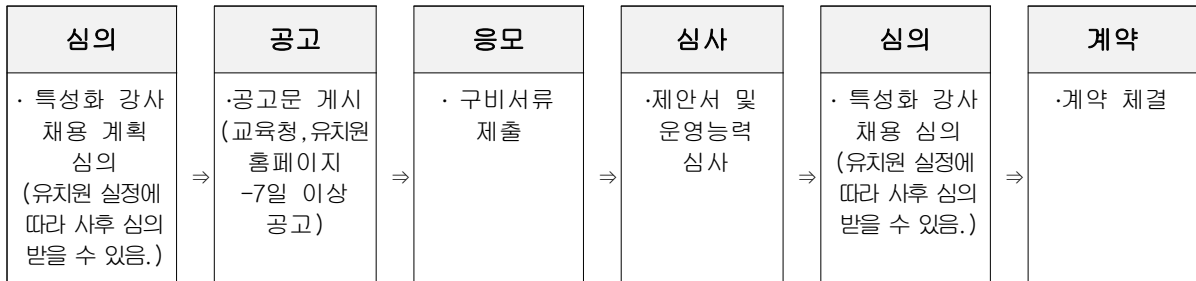 심의
· 특성화 강사
채용 계획
심의
(유치원 실정에
따라 사후 심의
받을 수 있음.)
⇒
공고
·공고문 게시
(교육청,유치원
홈페이지
-7일 이상
공고)
⇒
응모
· 구비서류
제출
⇒
심사
·제안서 및
운영능력
심사
⇒
심의
· 특성화 강사
채용 심의
(유치원 실정에
따라 사후 심의
받을 수 있음.)
⇒
계약
·계약 체결